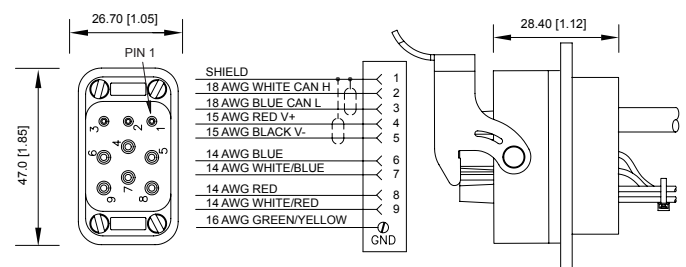 26.70 [1.05]
28.40 [1.12]
47.0 [1.85]
PIN 1
3
2
1
4
6
5
7
9
8
SHIELD 1
18 AWG WHITE CAN H 2
18 AWG BLUE CAN L 3
15 AWG RED V+ 4
15 AWG BLACK V- 5
14 AWG BLUE 6
14 AWG WHITE/BLUE 7
14 AWG RED 8
14 AWG WHITE/RED 9
16 AWG GREEN/YELLOW
GND